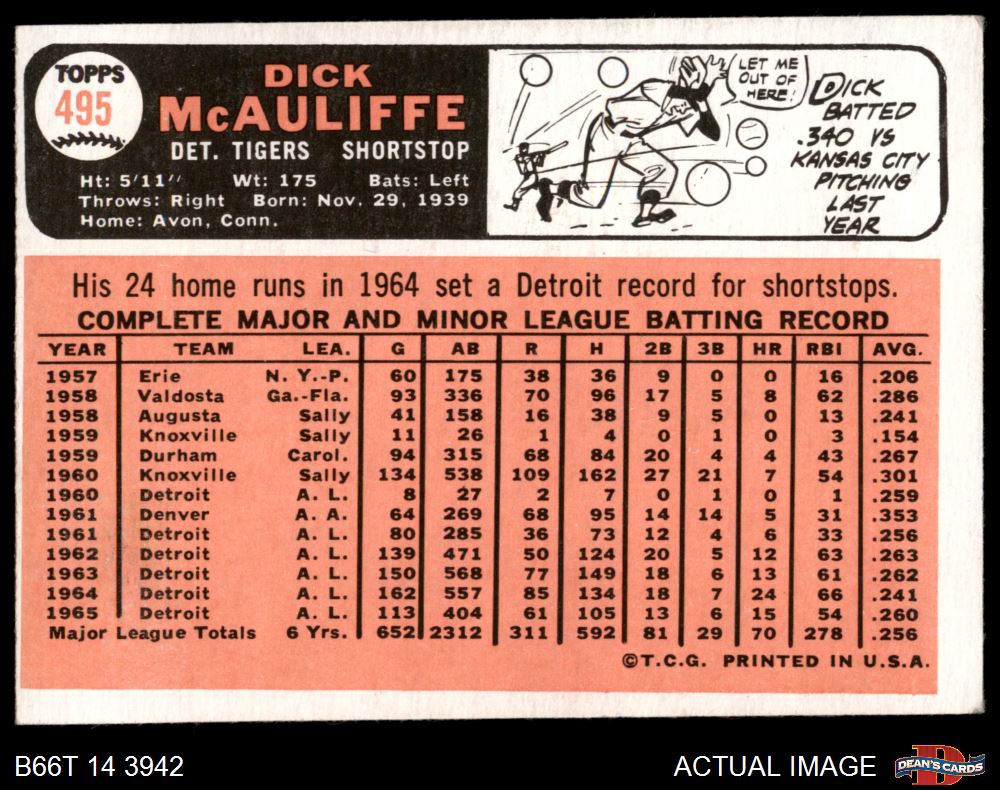 TOPPS
495
DICK
McAULIFFE
DET. TIGERS SHORTSTOP
Ht: 5'11" Wt: 175 Bats: Left
Throws: Right Born: Nov. 29, 1939
Home: Avon, Conn.
LET ME
OUT OF
HERE!
DICK
BATTED
.340 VS
KANSAS CITY
PITCHING
LAST
YEAR
His 24 home runs in 1964 set a Detroit record for shortstops.
COMPLETE MAJOR AND MINOR LEAGUE BATTING RECORD
YEAR TEAM LEA. G AB R H 2B 3B HR RBI AVG.
1957 Erie N. Y.-P. 60 175 38 36 9 0 0 16 .206
1958 Valdosta Ga.-Fla. 93 336 70 96 17 5 8 62 .286
1958 Augusta Sally 41 158 16 38 9 5 0 13 .241
1959 Knoxville Sally 11 26 1 4 0 1 0 3 .154
1959 Durham Carol. 94 315 68 84 20 4 4 43 .267
1960 Knoxville Sally 134 538 109 162 27 21 7 54 .301
1960 Detroit A. L. 8 27 2 7 0 1 0 1 .259
1961 Denver A. A. 64 269 68 95 14 14 5 31 .353
1961 Detroit A. L. 80 285 36 73 12 4 6 33 .256
1962 Detroit A. L. 139 471 50 124 20 5 12 63 .263
1963 Detroit A. L. 150 568 77 149 18 6 13 61 .262
1964 Detroit A. L. 162 557 85 134 18 7 24 66 .241
1965 Detroit A. L. 113 404 61 105 13 6 15 54 .260
Major League Totals 6 Yrs. 652 2312 311 592 81 29 70 278 .256
©T.C.G. PRINTED IN U.S.A.
B66T 14 3942
ACTUAL IMAGE
D
DEAN'S CARDS